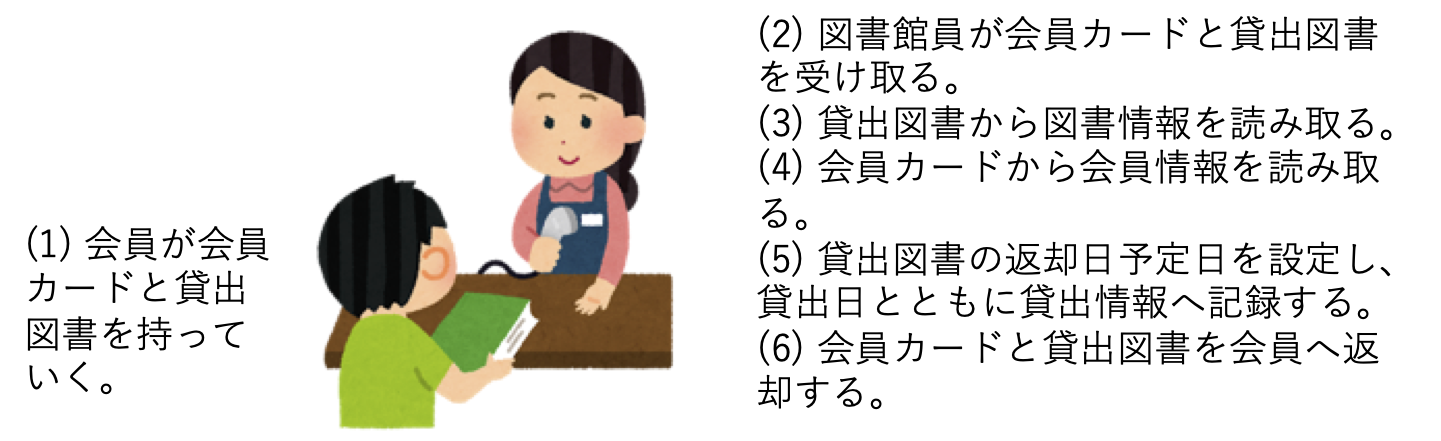 (1) 会員が会員
カードと貸出
図書を持って
いく。
(2) 図書館員が会員カードと貸出図書
を受け取る。
(3) 貸出図書から図書情報を読み取る。
(4) 会員カードから会員情報を読み取
る。
(5) 貸出図書の返却日予定日を設定し、
貸出日とともに貸出情報へ記録する。
(6) 会員カードと貸出図書を会員へ返
却する。